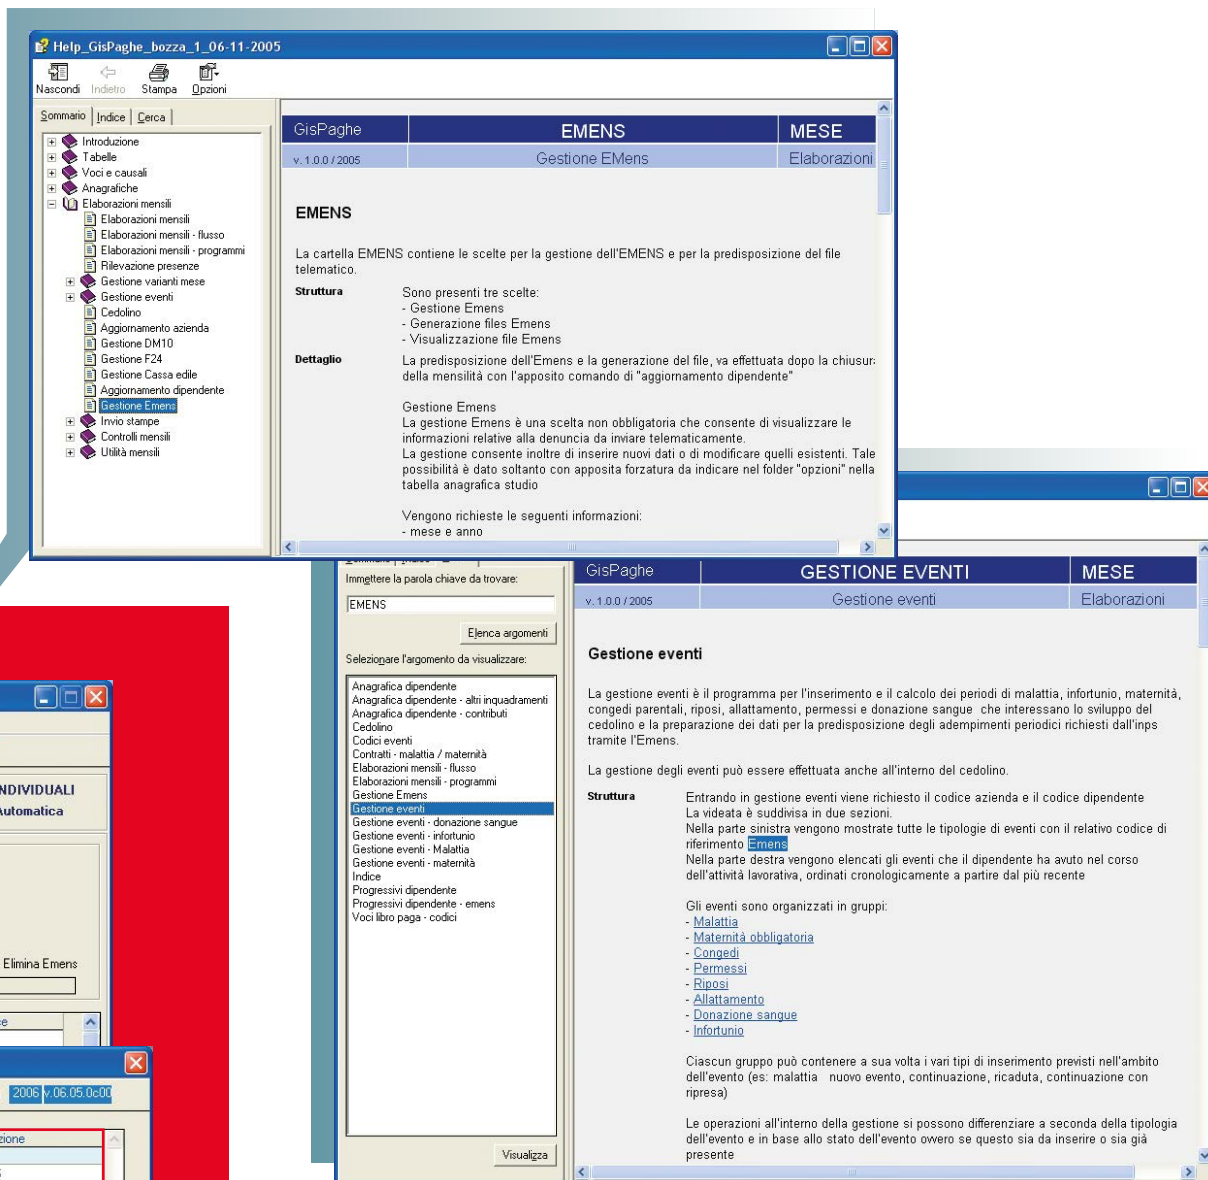 Help_GisPaghe_bozza_1_06-11-2005
Nascondi Indietro Stampa Opzioni
Sommario Indice Cerca
Introduzione
Tabelle
Voci e causali
Anagrafiche
Elaborazioni mensili
Elaborazioni mensili
Elaborazioni mensili - flusso
Elaborazioni mensili - programmi
Rilevazione presenze
Gestione varianti mese
Gestione eventi
Cedolino
Aggiornamento azienda
Gestione DM10
Gestione F24
Gestione Cassa edile
Aggiornamento dipendente
Gestione Emens
Invio stampe
Controlli mensili
Utilità mensili
GisPaghe EMENS MESE
v. 1.0.0 / 2005 Gestione EMens Elaborazioni
EMENS
La cartella EMENS contiene le scelte per la gestione dell'EMENS e per la predisposizione del file
telematico.
Struttura Sono presenti tre scelte:
- Gestione Emens
- Generazione files Emens
- Visualizzazione file Emens
Dettaglio La predisposizione dell'Emens e la generazione del file, va effettuata dopo la chiusur
della mensilità con l'apposito comando di "aggiornamento dipendente"
Gestione Emens
La gestione Emens è una scelta non obbligatoria che consente di visualizzare le
informazioni relative alla denuncia da inviare telematicamente.
La gestione consente inoltre di inserire nuovi dati o di modificare quelli esistenti. Tale
possibilità è dato soltanto con apposita forzatura da indicare nel folder "opzioni" nella
tabella anagrafica studio
Vengono richieste le seguenti informazioni:
- mese e anno
Immettere la parola chiave da trovare:
EMENS
Elenca argomenti
Selezionare l'argomento da visualizzare:
Anagrafica dipendente
Anagrafica dipendente - altri inquadramenti
Anagrafica dipendente - contributi
Cedolino
Codici eventi
Contratti - malattia / maternità
Elaborazioni mensili - flusso
Elaborazioni mensili - programmi
Gestione Emens
Gestione eventi
Gestione eventi - donazione sangue
Gestione eventi - infortunio
Gestione eventi - Malattia
Gestione eventi - maternità
Indice
Progressivi dipendente
Progressivi dipendente - emens
Voci libro paga - codici
Visualizza
GisPaghe GESTIONE EVENTI MESE
v. 1.0.0 / 2005 Gestione eventi Elaborazioni
Gestione eventi
La gestione eventi è il programma per l'inserimento e il calcolo dei periodi di malattia, infortunio, maternità,
congedi parentali, riposi, allattamento, permessi e donazione sangue che interessano lo sviluppo del
cedolino e la preparazione dei dati per la predisposizione degli adempimenti periodici richiesti dall'inps
tramite l'Emens.
La gestione degli eventi può essere effettuata anche all'interno del cedolino.
Struttura Entrando in gestione eventi viene richiesto il codice azienda e il codice dipendente
La videata è suddivisa in due sezioni.
Nella parte sinistra vengono mostrate tutte le tipologie di eventi con il relativo codice di
riferimento Emens
Nella parte destra vengono elencati gli eventi che il dipendente ha avuto nel corso
dell'attività lavorativa, ordinati cronologicamente a partire dal più recente
Gli eventi sono organizzati in gruppi:
- Malattia
- Maternità obbligatoria
- Congedi
- Permessi
- Riposi
- Allattamento
- Donazione sangue
- Infortunio
Ciascun gruppo può contenere a sua volta i vari tipi di inserimento previsti nell'ambito
dell'evento (es: malattia nuovo evento, continuazione, ricaduta, continuazione con
ripresa)
Le operazioni all'interno della gestione si possono differenziare a seconda della tipologia
dell'evento e in base allo stato dell'evento ovvero se questo sia da inserire o sia già
presente
NDIVIDUALI
Automatica
Elimina Emens
ce
2006 v.06.05.0c00
zione